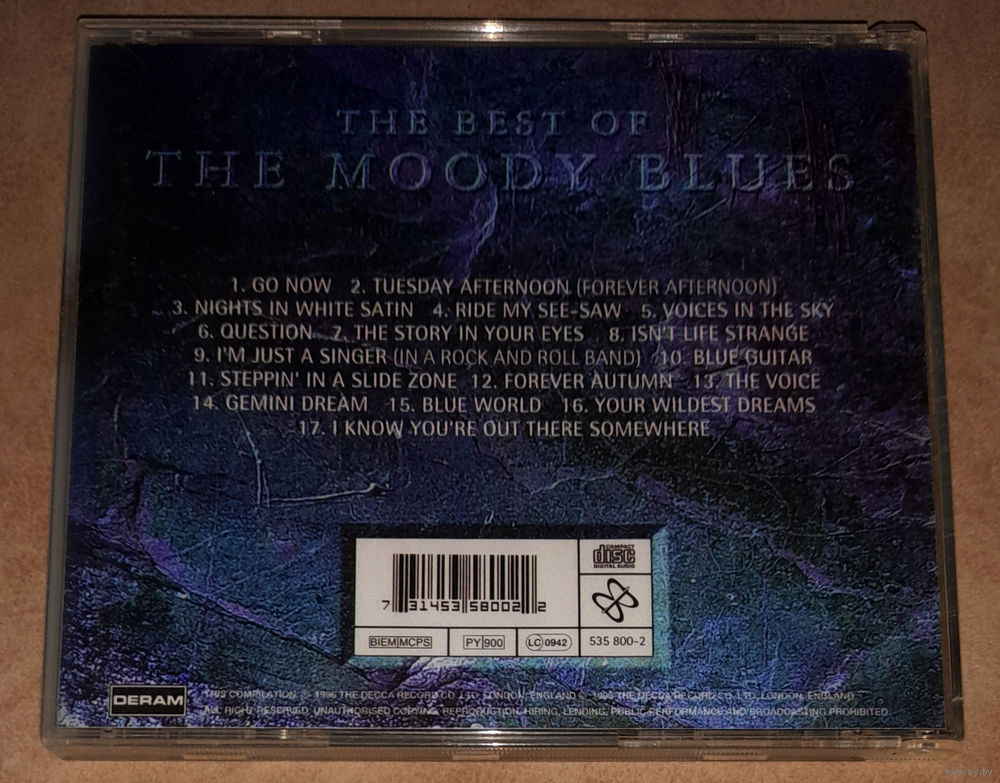 THE BEST OF
THE MOODY BLUES
1. GO NOW 2. TUESDAY AFTERNOON (FOREVER AFTERNOON)
3. NIGHTS IN WHITE SATIN 4. RIDE MY SEE-SAW 5. VOICES IN THE SKY
6. QUESTION 7. THE STORY IN YOUR EYES 8. ISN'T LIFE STRANGE
9. I'M JUST A SINGER (IN A ROCK AND ROLL BAND) 10. BLUE GUITAR
11. STEPPIN' IN A SLIDE ZONE 12. FOREVER AUTUMN 13. THE VOICE
14. GEMINI DREAM 15. BLUE WORLD 16. YOUR WILDEST DREAMS
17. I KNOW YOU'RE OUT THERE SOMEWHERE
COMPACT
disc
DIGITAL AUDIO
7 31453 58002 2
BIEM MCPS PY 900 LC 0942 535 800-2
DERAM
THIS COMPILATION ℗ 1996 THE DECCA RECORD CO. LTD., LONDON, ENGLAND © 1996 THE DECCA RECORD CO. LTD., LONDON, ENGLAND
ALL RIGHT RESERVED. UNAUTHORISED COPYING, REPRODUCTION, HIRING, LENDING, PUBLIC PERFORMANCE AND BROADCASTING PROHIBITED
www.ay.by